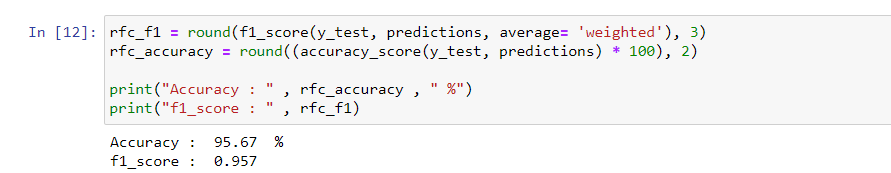 In [12]: rfc_f1 = round(f1_score(y_test, predictions, average= 'weighted'), 3)
rfc_accuracy = round((accuracy_score(y_test, predictions) * 100), 2)
print("Accuracy : " , rfc_accuracy , " %")
print("f1_score : " , rfc_f1)
Accuracy :  95.67  %
f1_score :  0.957